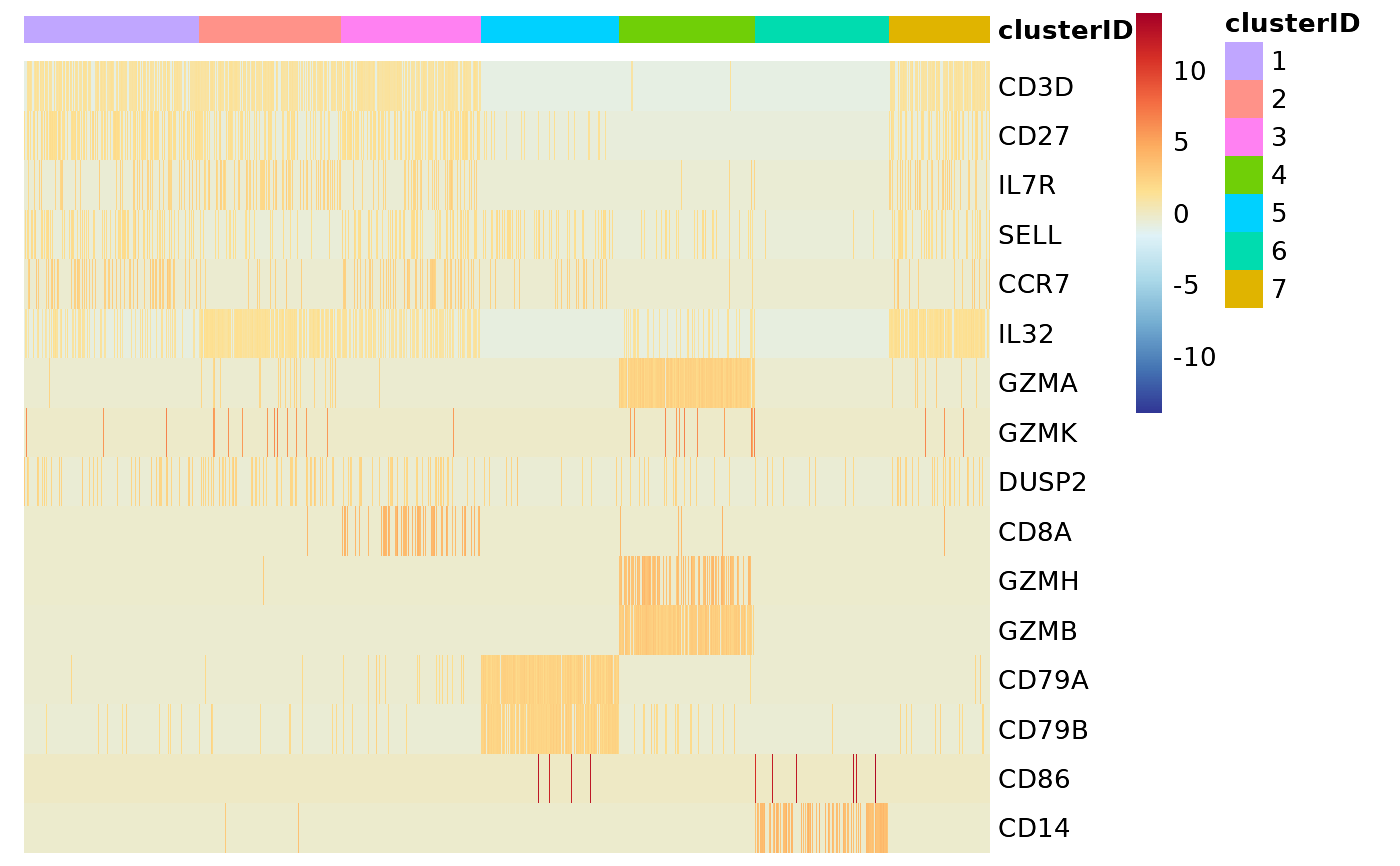 clusterID
CD3D
CD27
IL7R
SELL
CCR7
IL32
GZMA
GZMK
DUSP2
CD8A
GZMH
GZMB
CD79A
CD79B
CD86
CD14
10
5
0
-5
-10
clusterID
1
2
3
4
5
6
7